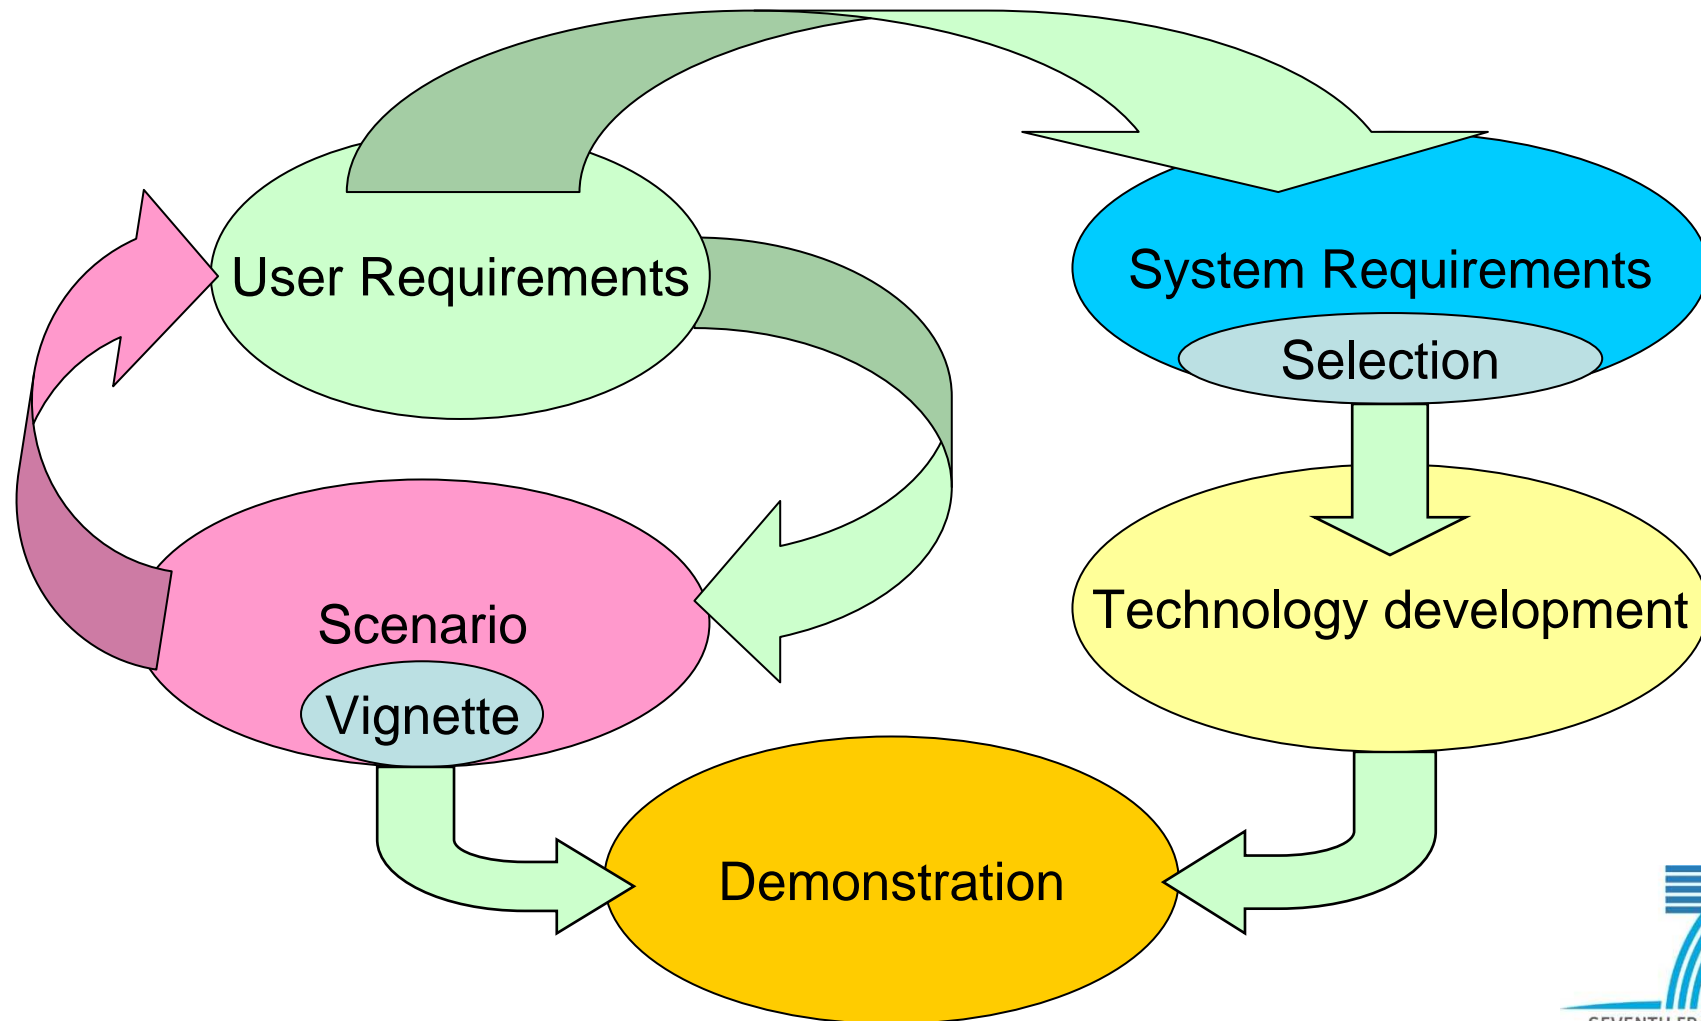 User Requirements
System Requirements
Selection
Technology development
Scenario
Vignette
Demonstration